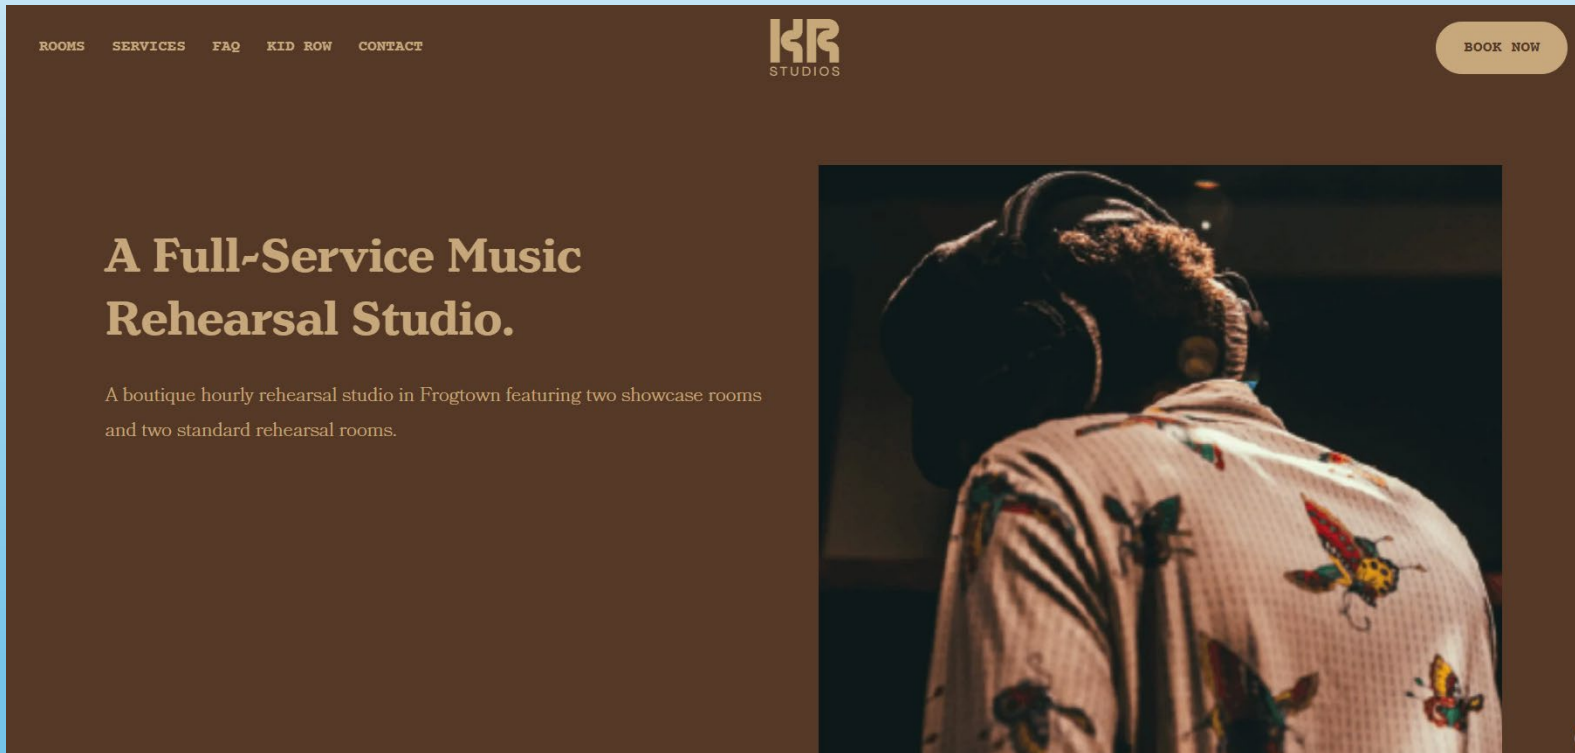 ROOMS SERVICES FAQ KID ROW CONTACT
KR
STUDIOS
BOOK NOW
A Full-Service Music
Rehearsal Studio.
A boutique hourly rehearsal studio in Frogtown featuring two showcase rooms
and two standard rehearsal rooms.